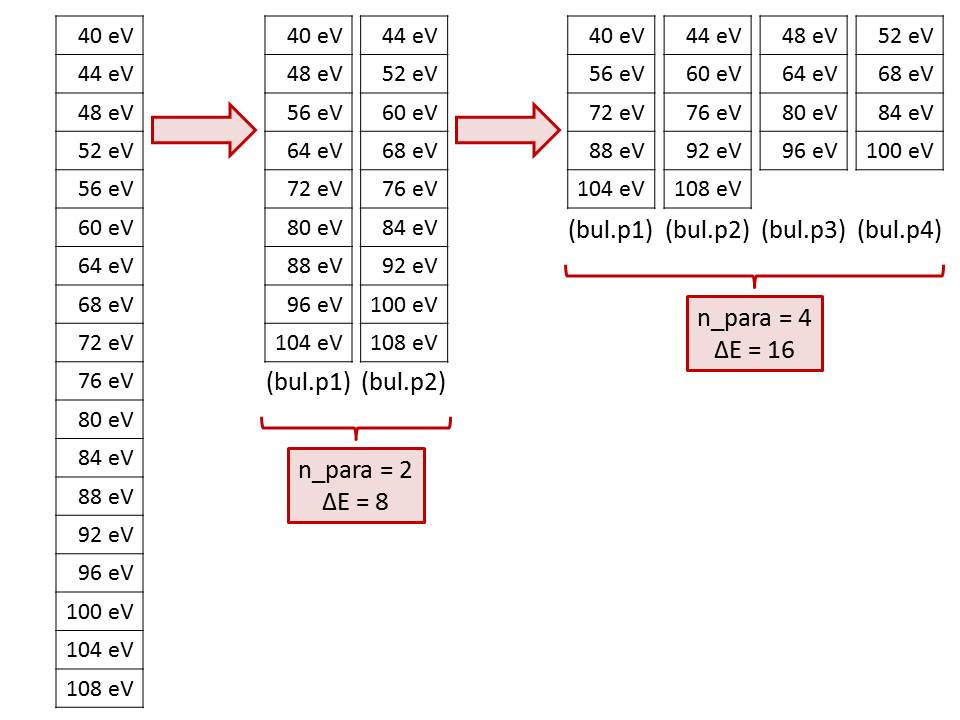 40 eV
44 eV
48 eV
52 eV
56 eV
60 eV
64 eV
68 eV
72 eV
76 eV
80 eV
84 eV
88 eV
92 eV
96 eV
100 eV
104 eV
108 eV
40 eV 44 eV
48 eV 52 eV
56 eV 60 eV
64 eV 68 eV
72 eV 76 eV
80 eV 84 eV
88 eV 92 eV
96 eV 100 eV
104 eV 108 eV
(bul.p1) (bul.p2)
n_para = 2
ΔE = 8
40 eV 44 eV 48 eV 52 eV
56 eV 60 eV 64 eV 68 eV
72 eV 76 eV 80 eV 84 eV
88 eV 92 eV 96 eV 100 eV
104 eV 108 eV
(bul.p1) (bul.p2) (bul.p3) (bul.p4)
n_para = 4
ΔE = 16